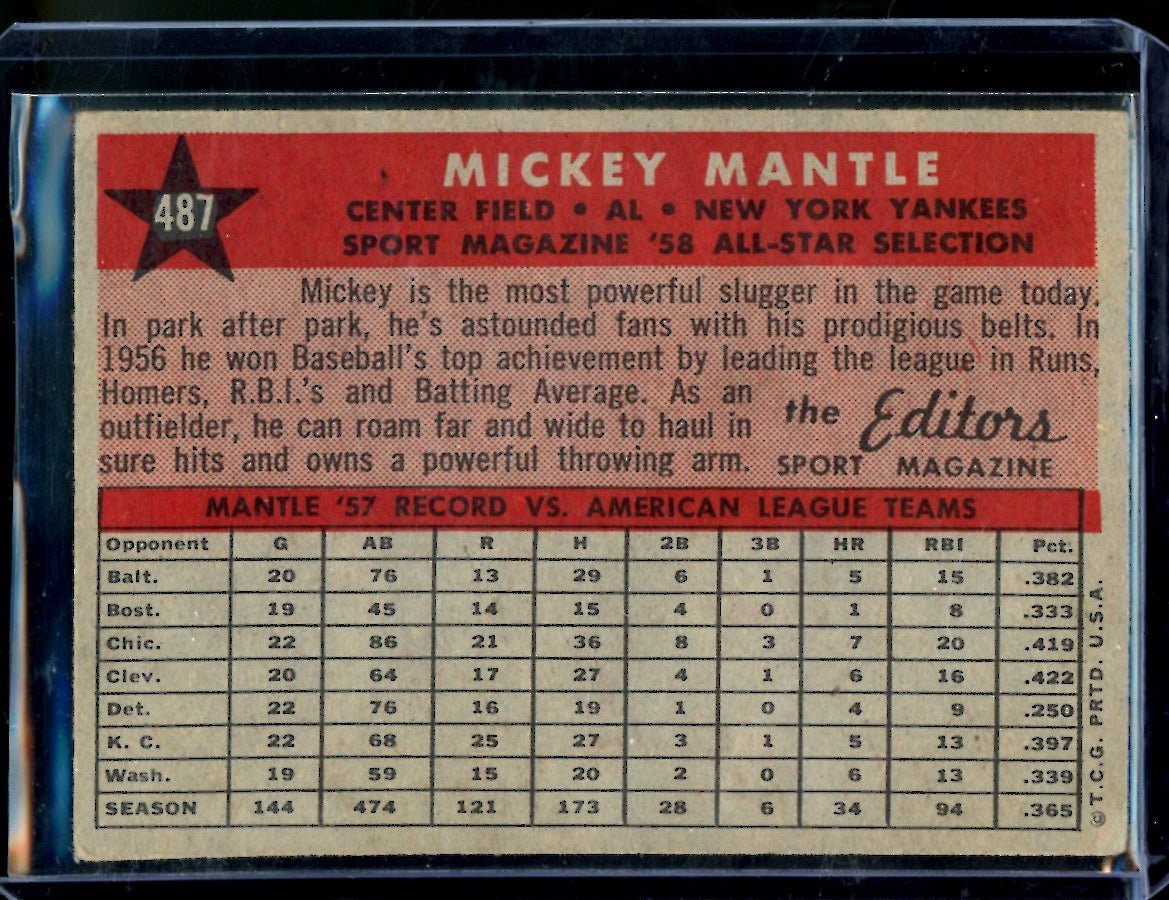 487
MICKEY MANTLE
CENTER FIELD • AL • NEW YORK YANKEES
SPORT MAGAZINE '58 ALL-STAR SELECTION
Mickey is the most powerful slugger in the game today.
In park after park, he's astounded fans with his prodigious belts. In
1956 he won Baseball's top achievement by leading the league in Runs,
Homers, R.B.I.'s and Batting Average. As an
outfielder, he can roam far and wide to haul in
sure hits and owns a powerful throwing arm.
the Editors
SPORT MAGAZINE
MANTLE '57 RECORD VS. AMERICAN LEAGUE TEAMS
Opponent G AB R H 2B 3B HR RBI Pct.
Balt. 20 76 13 29 6 1 5 15 .382
Bost. 19 45 14 15 4 0 1 8 .333
Chic. 22 86 21 36 8 3 7 20 .419
Clev. 20 64 17 27 4 1 6 16 .422
Det. 22 76 16 19 1 0 4 9 .250
K. C. 22 68 25 27 3 1 5 13 .397
Wash. 19 59 15 20 2 0 6 13 .339
SEASON 144 474 121 173 28 6 34 94 .365
© T.C.G. PRTD. U.S.A.